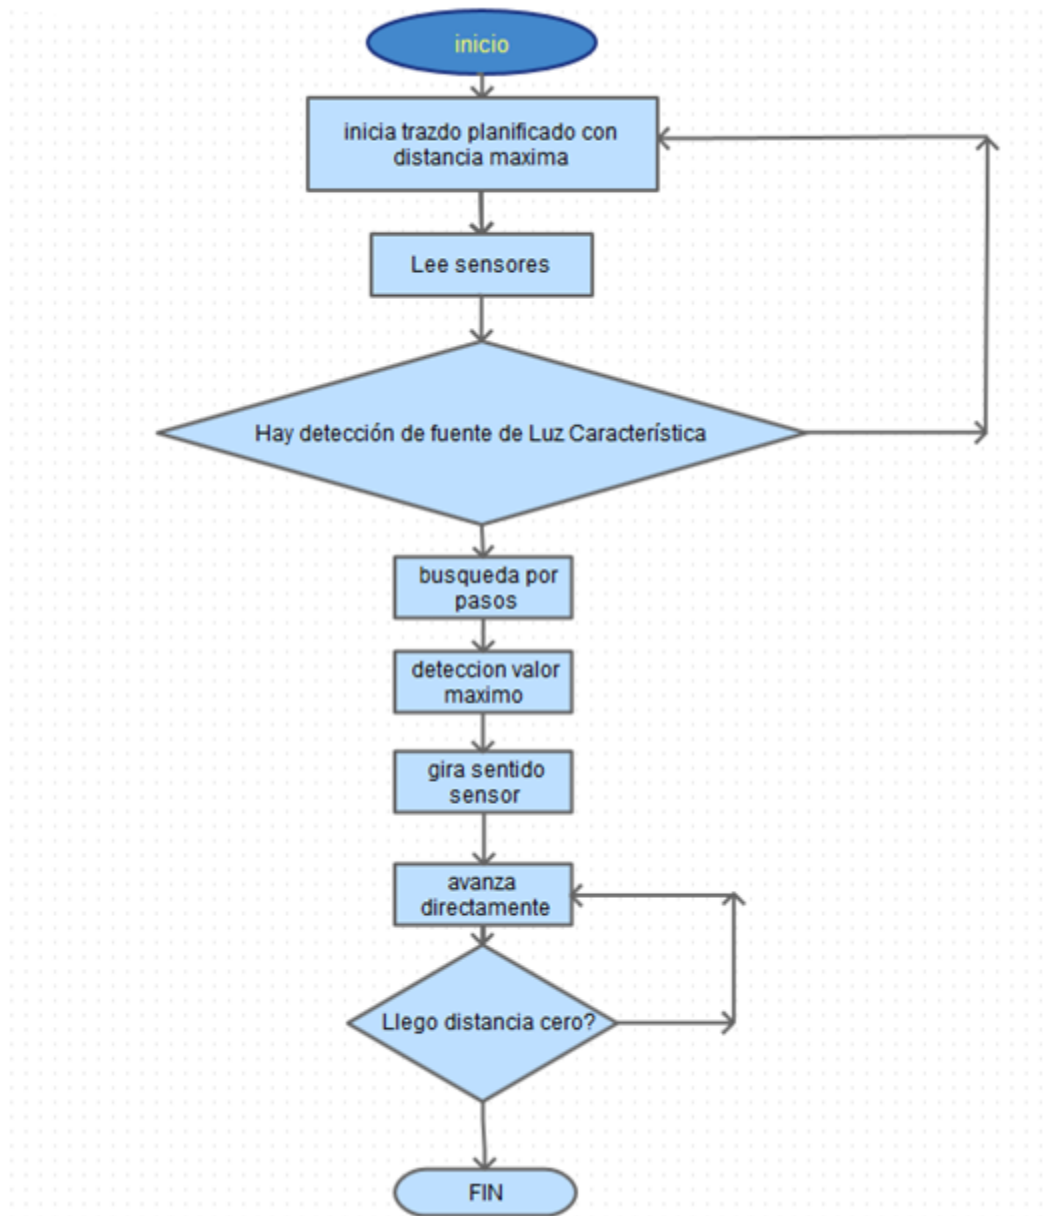 inicio
inicia trazdo planificado con
distancia maxima
Lee sensores
Hay detección de fuente de Luz Característica
busqueda por
pasos
deteccion valor
maximo
gira sentido
sensor
avanza
directamente
Llego distancia cero?
FIN